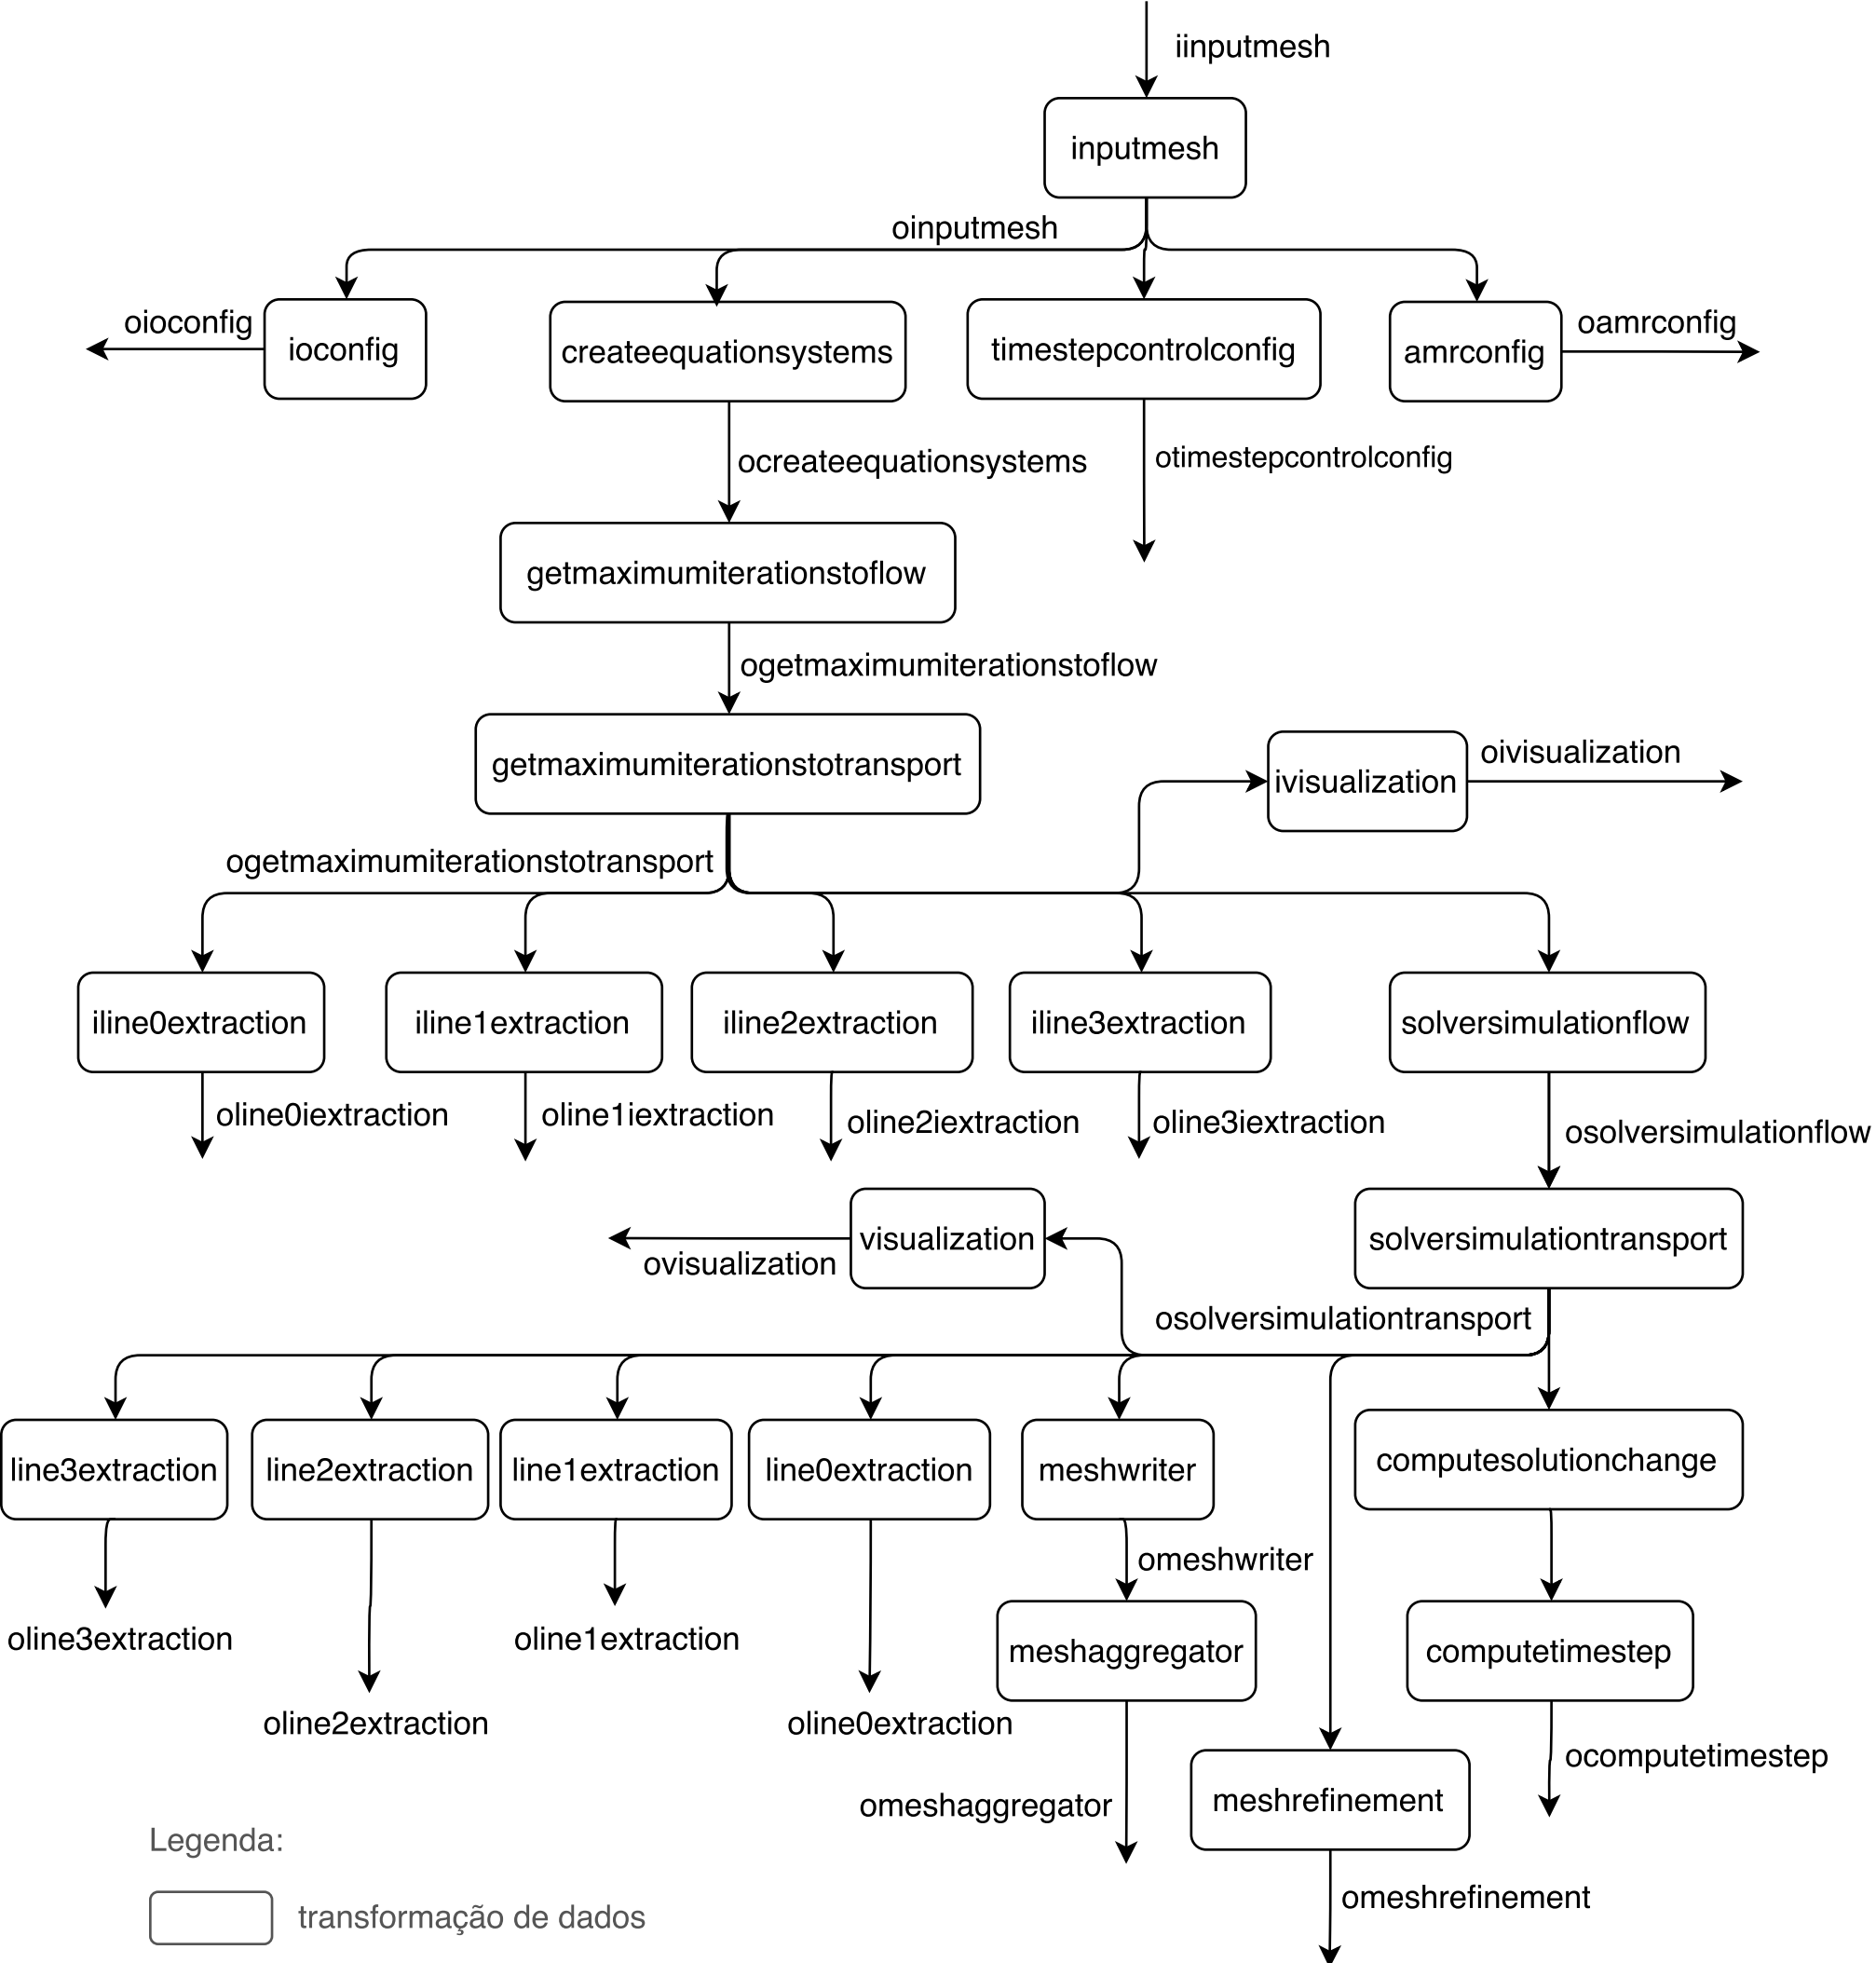 iinputmesh
inputmesh
oinputmesh
oioconfig
ioconfig
createequationsystems
timestepcontrolconfig
amrconfig
oamrconfig
ocreateequationsystems
otimestepcontrolconfig
getmaximumiterationstoflow
ogetmaximumiterationstoflow
getmaximumiterationstotransport
ivisualization
oivisualization
ogetmaximumiterationstotransport
iline0extraction
iline1extraction
iline2extraction
iline3extraction
solversimulationflow
oline0iextraction
oline1iextraction
oline2iextraction
oline3iextraction
osolversimulationflow
visualization
solversimulationtransport
ovisualization
osolversimulationtransport
line3extraction
line2extraction
line1extraction
line0extraction
meshwriter
computesolutionchange
omeshwriter
oline3extraction
oline1extraction
meshaggregator
computetimestep
oline2extraction
oline0extraction
ocomputetimestep
omeshaggregator
meshrefinement
Legenda:
omeshrefinement
transformação de dados